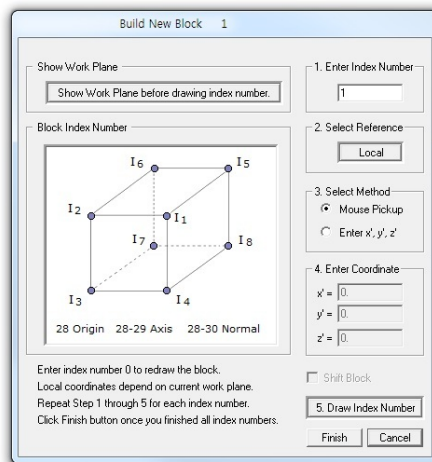 Build New Block 1
Show Work Plane
Show Work Plane before drawing index number.
Block Index Number
I6
I5
I2
I1
I7
I8
I3
I4
28 Origin 28-29 Axis 28-30 Normal
Enter index number 0 to redraw the block.
Local coordinates depend on current work plane.
Repeat Step 1 through 5 for each index number.
Click Finish button once you finished all index numbers.
1. Enter Index Number
1
2. Select Reference
Local
3. Select Method
Mouse Pickup
Enter x', y', z'
4. Enter Coordinate
x' = 0.
y' = 0.
z' = 0.
Shift Block
5. Draw Index Number
Finish Cancel